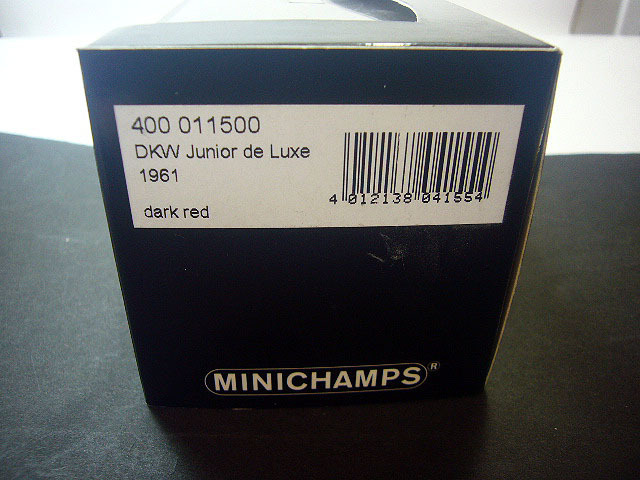 400 011500
DKW Junior de Luxe
1961
dark red
4 012138 041554
MINICHAMPS®